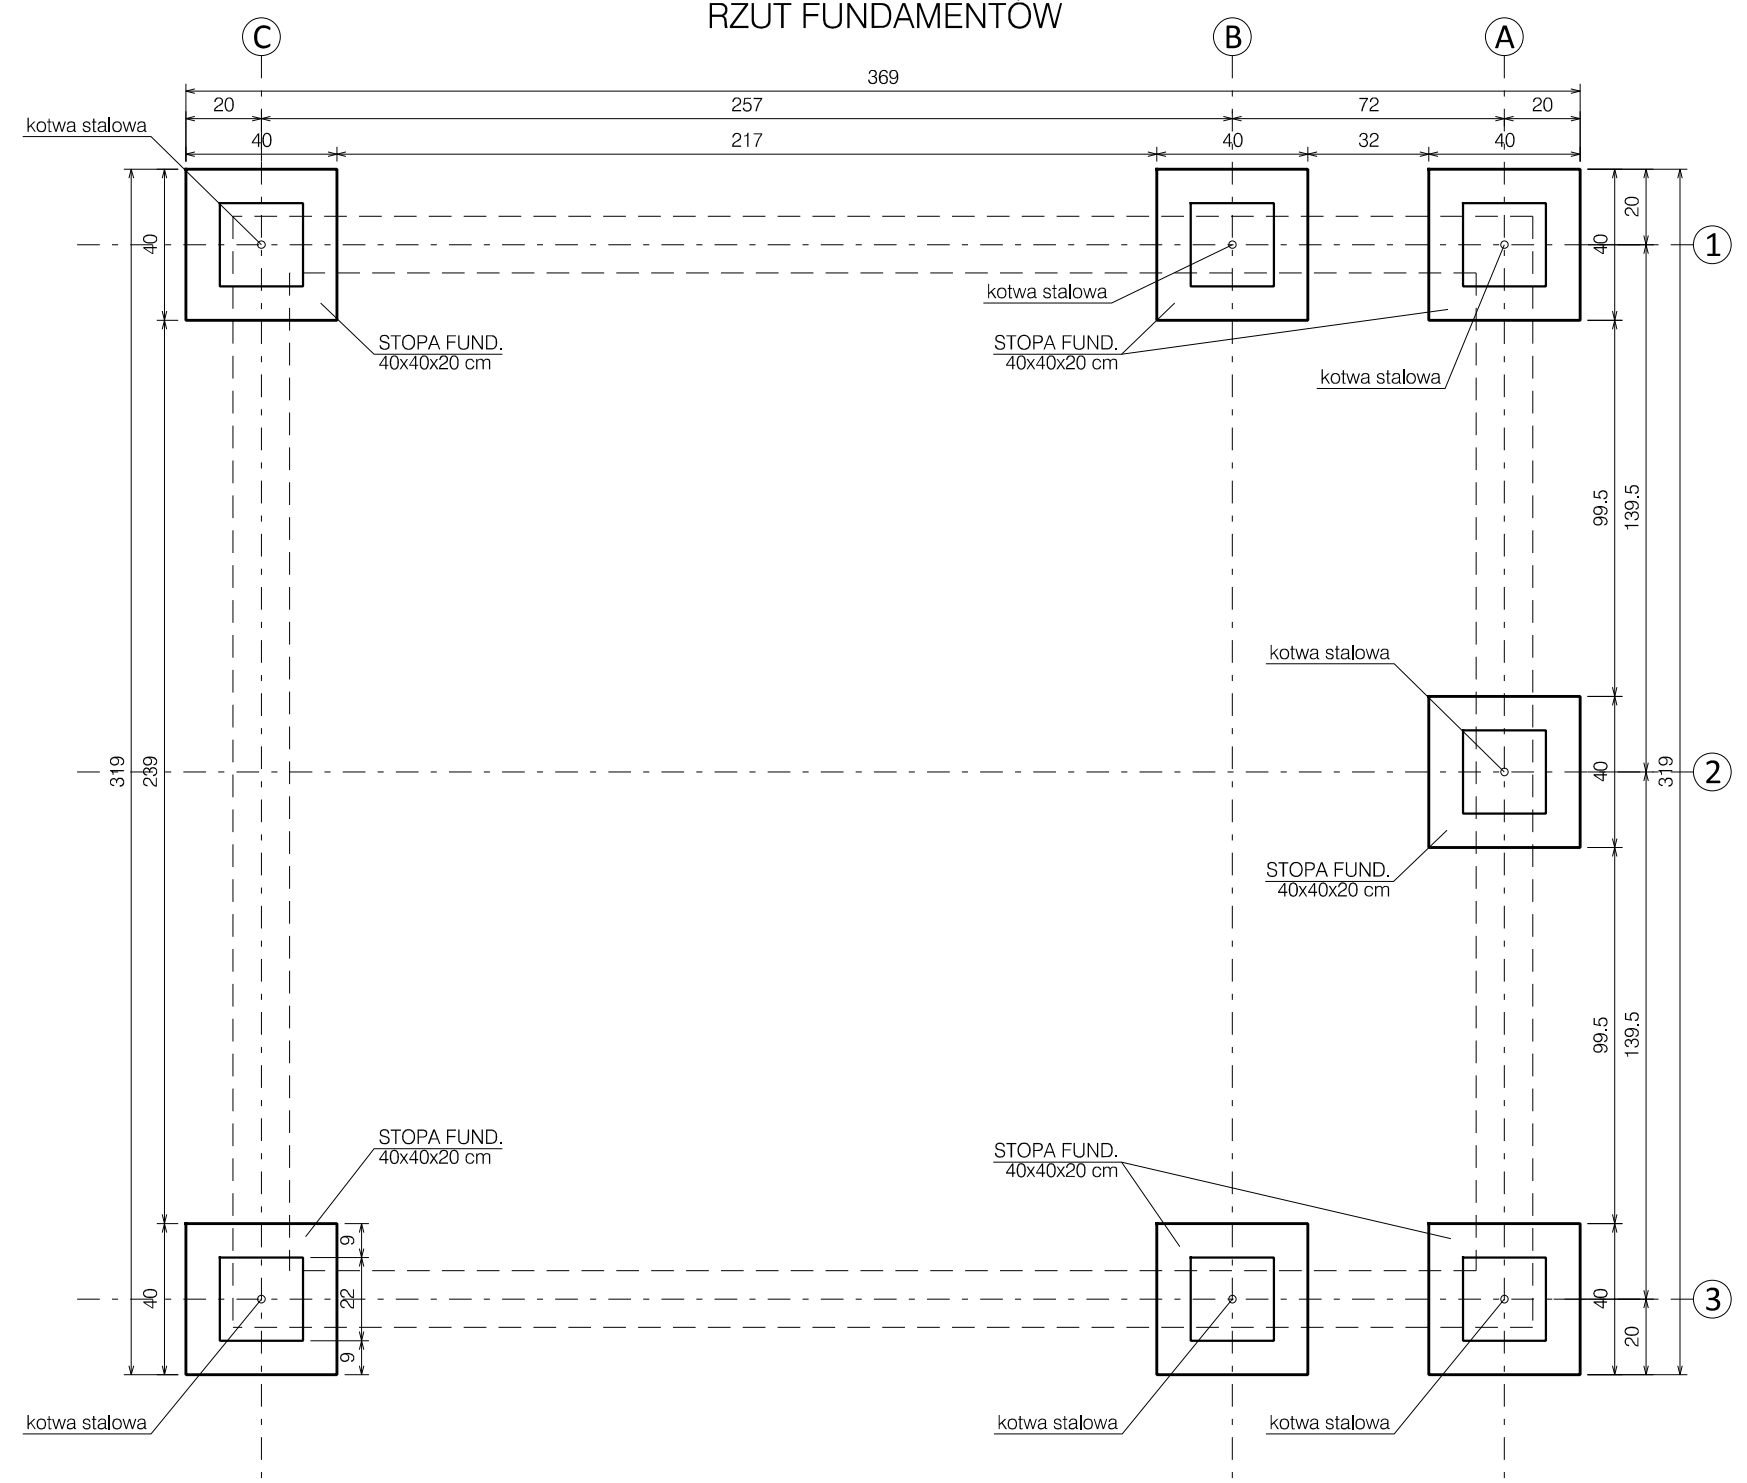 RZUT FUNDAMENTÓW
C
B
A
369
20
257
72
20
kotwa stalowa
40
217
40
32
40
20
40
40
1
kotwa stalowa
STOPA FUND.
40x40x20 cm
STOPA FUND.
40x40x20 cm
kotwa stalowa
99.5
139.5
kotwa stalowa
319
239
40
319
2
STOPA FUND.
40x40x20 cm
99.5
139.5
STOPA FUND.
40x40x20 cm
STOPA FUND.
40x40x20 cm
9
40
22
40
3
20
9
kotwa stalowa
kotwa stalowa
kotwa stalowa